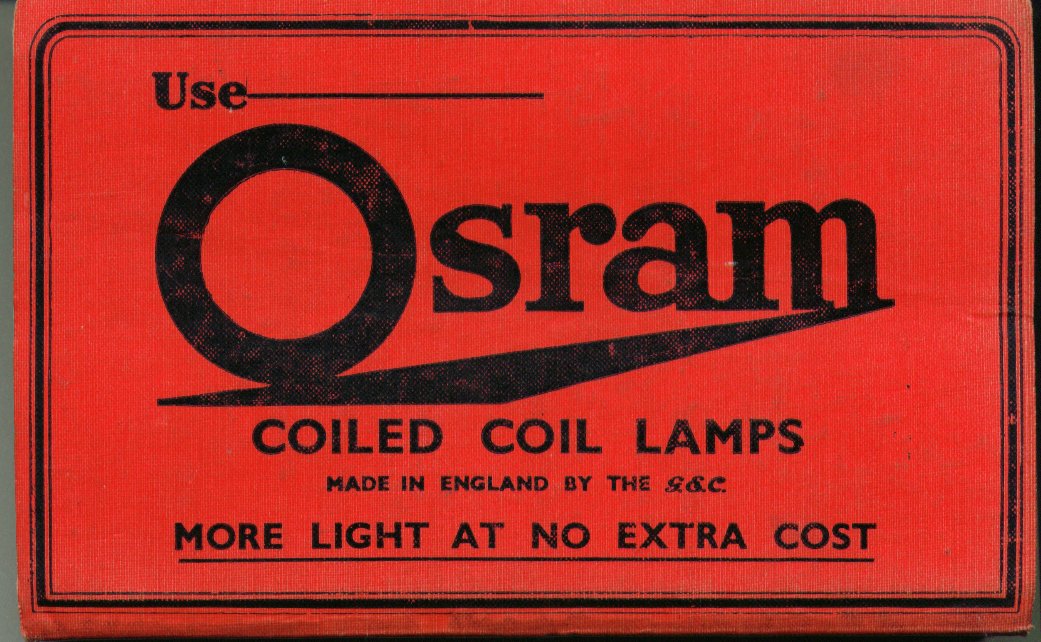 Use
Osram
COILED COIL LAMPS
MADE IN ENGLAND BY THE G.E.C.
MORE LIGHT AT NO EXTRA COST